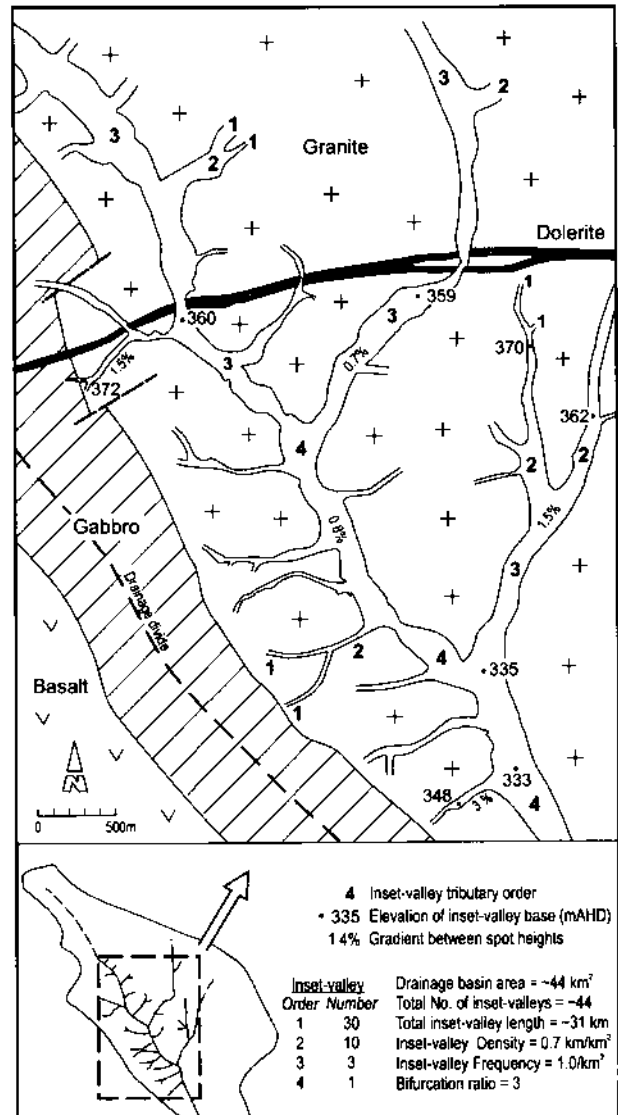 3
2
1
3
1
2
Granite
Dolerite
360
359
3
1
1
370
1.5%
372
3
0.7%
362
4
2
2
0.8%
1.5%
Gabbro
3
Drainage divide
2
4
335
1
Basalt
1
N
333
348
3%
4
0 500m
4 Inset-valley tributary order
• 335 Elevation of inset-valley base (mAHD)
1 4% Gradient between spot heights
Inset-valley
Order Number
1 30
2 10
3 3
4 1
Drainage basin area = ~44 km²
Total No. of inset-valleys = ~44
Total inset-valley length = ~31 km
Inset-valley Density = 0.7 km/km²
Inset-valley Frequency = 1.0/km²
Bifurcation ratio = 3